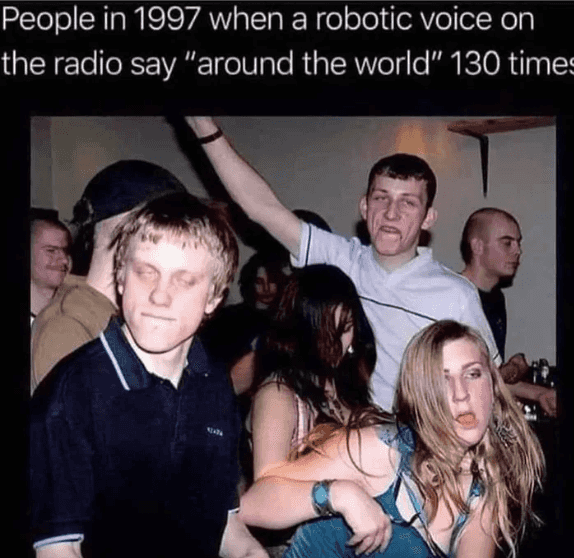 People in 1997 when a robotic voice on
the radio say "around the world" 130 times